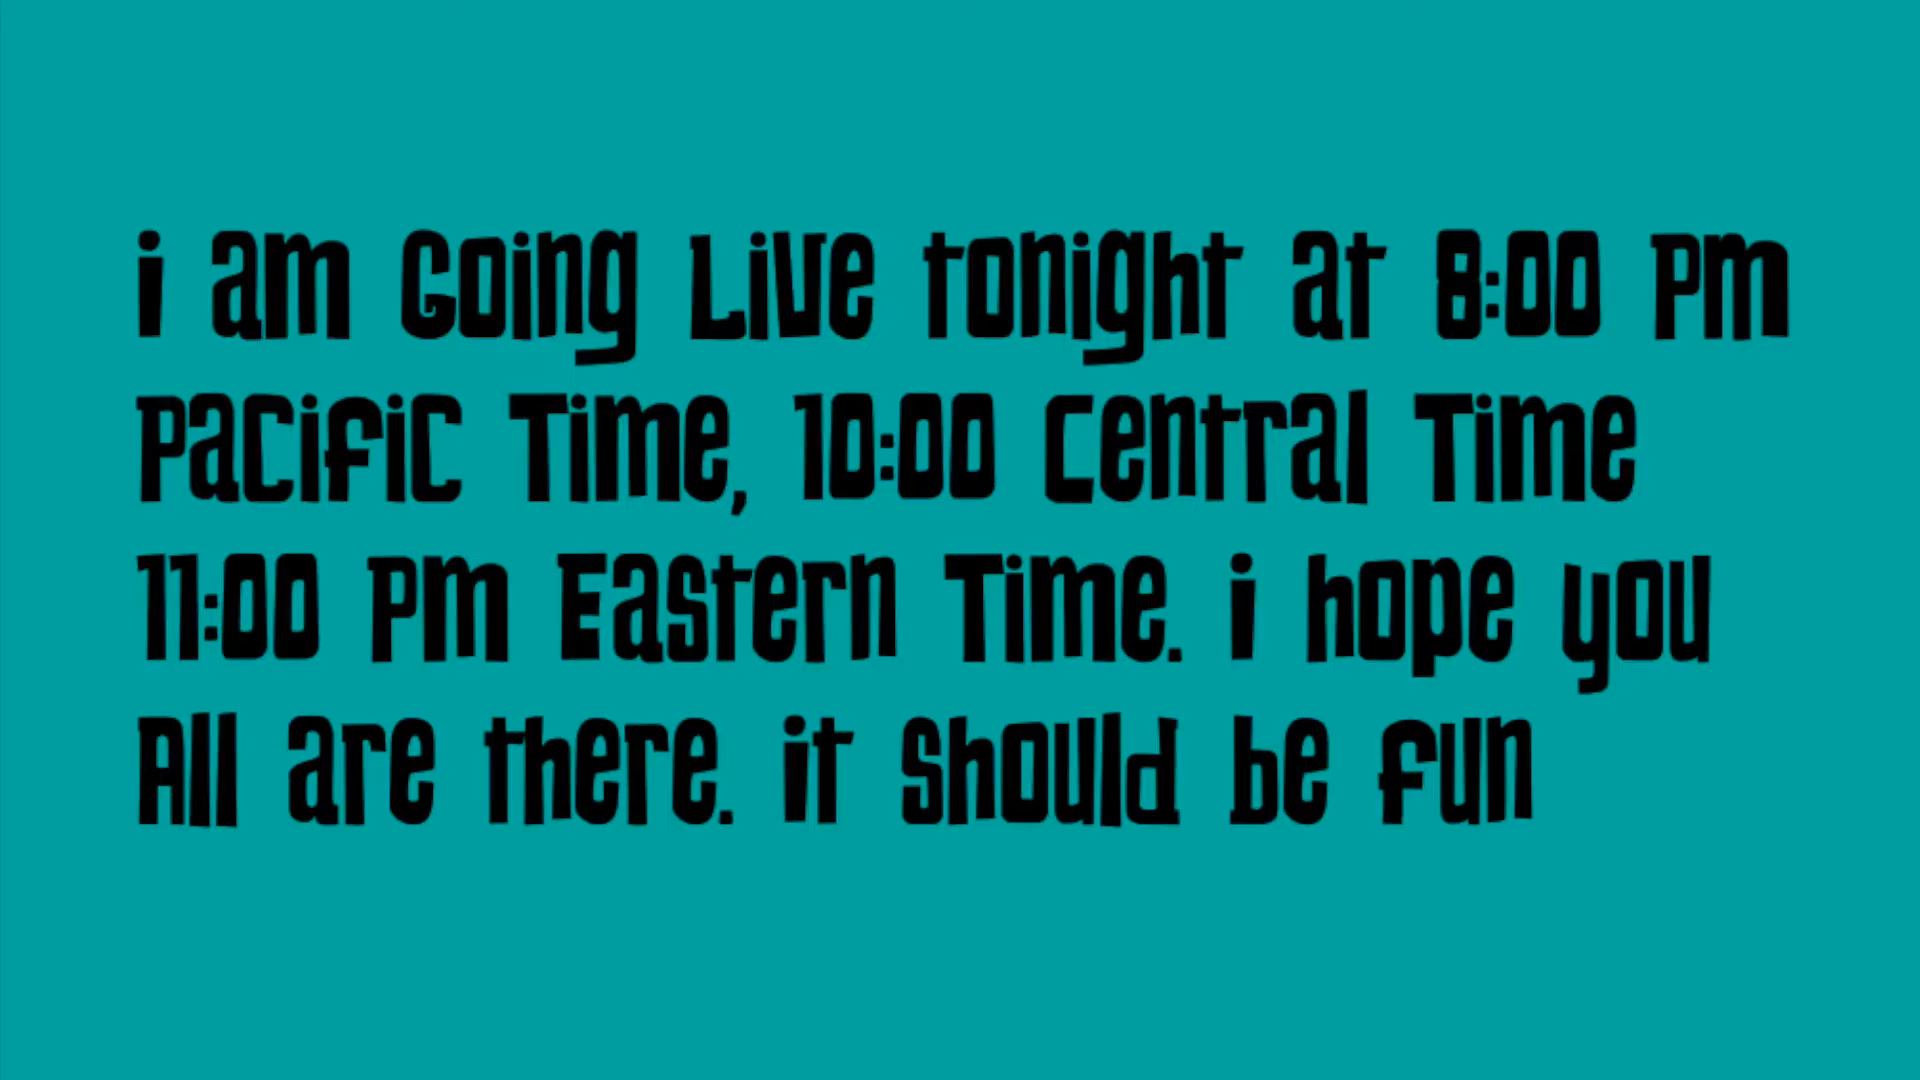 i am Going Live tonight at 8:00 PM
Pacific Time, 10:00 Central Time
11:00 PM Eastern Time. i hope you
All are there. it Should be fun